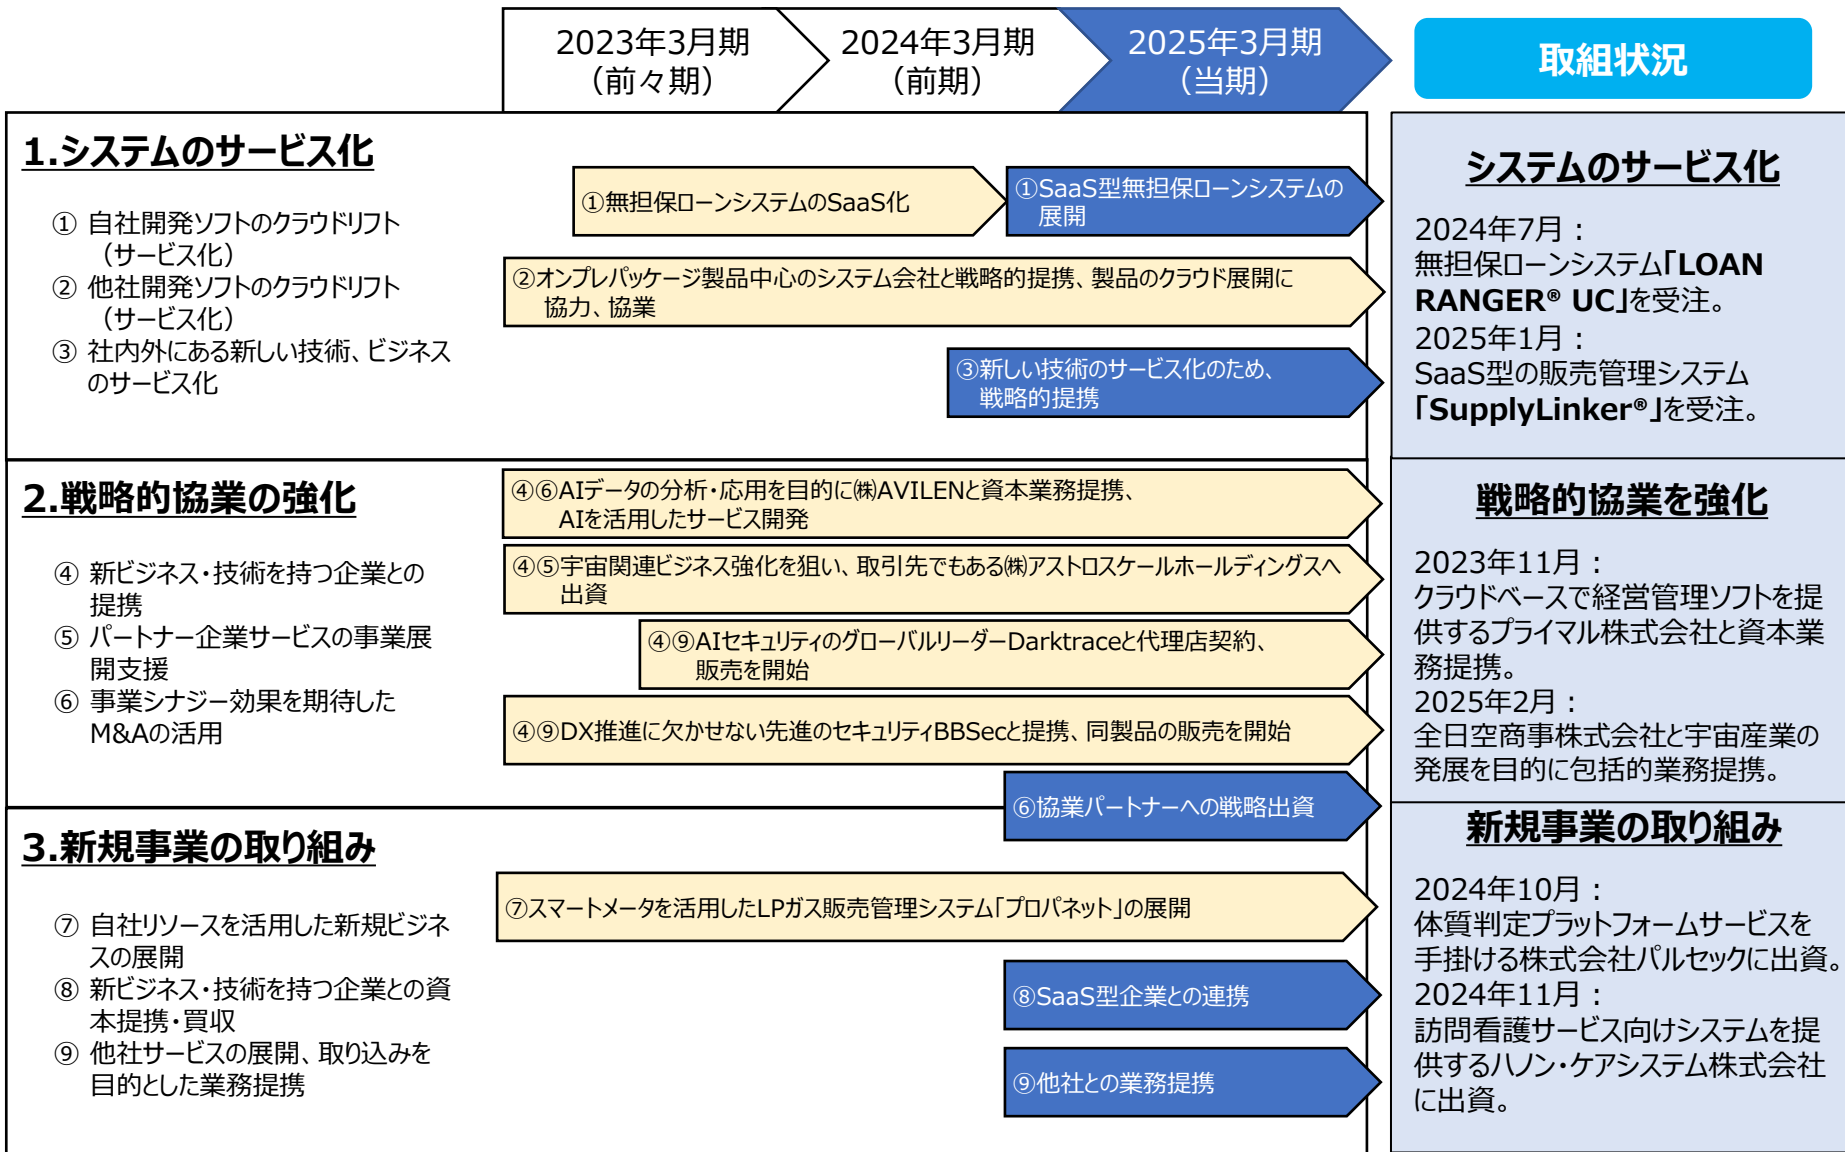 2023年3月期
（前々期）
2024年3月期
（前期）
2025年3月期
（当期）
取組状況
1.システムのサービス化
① 自社開発ソフトのクラウドリフト
（サービス化）
② 他社開発ソフトのクラウドリフト
（サービス化）
③ 社内外にある新しい技術、ビジネス
のサービス化
①無担保ローンシステムのSaaS化
①SaaS型無担保ローンシステムの
展開
②オンプレパッケージ製品中心のシステム会社と戦略的提携、製品のクラウド展開に
協力、協業
③新しい技術のサービス化のため、
戦略的提携
システムのサービス化
2024年7月：
無担保ローンシステム「LOAN
RANGER® UC」を受注。
2025年1月：
SaaS型の販売管理システム
「SupplyLinker®」を受注。
2.戦略的協業の強化
④ 新ビジネス・技術を持つ企業との
提携
⑤ パートナー企業サービスの事業展
開支援
⑥ 事業シナジー効果を期待した
M&Aの活用
④⑥AIデータの分析・応用を目的に㈱AVILENと資本業務提携、
AIを活用したサービス開発
④⑤宇宙関連ビジネス強化を狙い、取引先でもある㈱アストロスケールホールディングスへ
出資
④⑨AIセキュリティのグローバルリーダーDarktraceと代理店契約、
販売を開始
④⑨DX推進に欠かせない先進のセキュリティBBSecと提携、同製品の販売を開始
⑥協業パートナーへの戦略出資
戦略的協業を強化
2023年11月：
クラウドベースで経営管理ソフトを提
供するプライマル株式会社と資本業
務提携。
2025年2月：
全日空商事株式会社と宇宙産業の
発展を目的に包括的業務提携。
3.新規事業の取り組み
⑦ 自社リソースを活用した新規ビジネ
スの展開
⑧ 新ビジネス・技術を持つ企業との資
本提携・買収
⑨ 他社サービスの展開、取り込みを
目的とした業務提携
⑦スマートメータを活用したLPガス販売管理システム「プロパネット」の展開
⑧SaaS型企業との連携
⑨他社との業務提携
新規事業の取り組み
2024年10月：
体質判定プラットフォームサービスを
手掛ける株式会社パルセックに出資。
2024年11月：
訪問看護サービス向けシステムを提
供するハノン・ケアシステム株式会社
に出資。